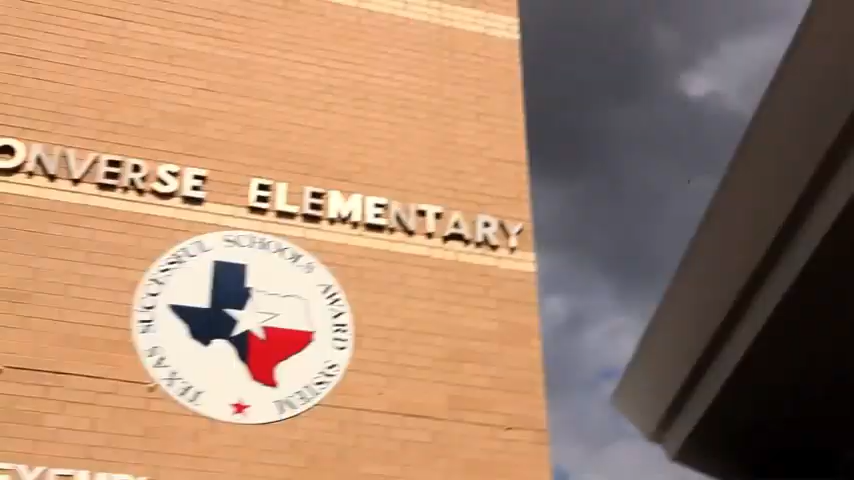 ONVERSE ELEMENTARY
TEXAS SUCCESSFUL SCHOOLS AWARD SYSTEM